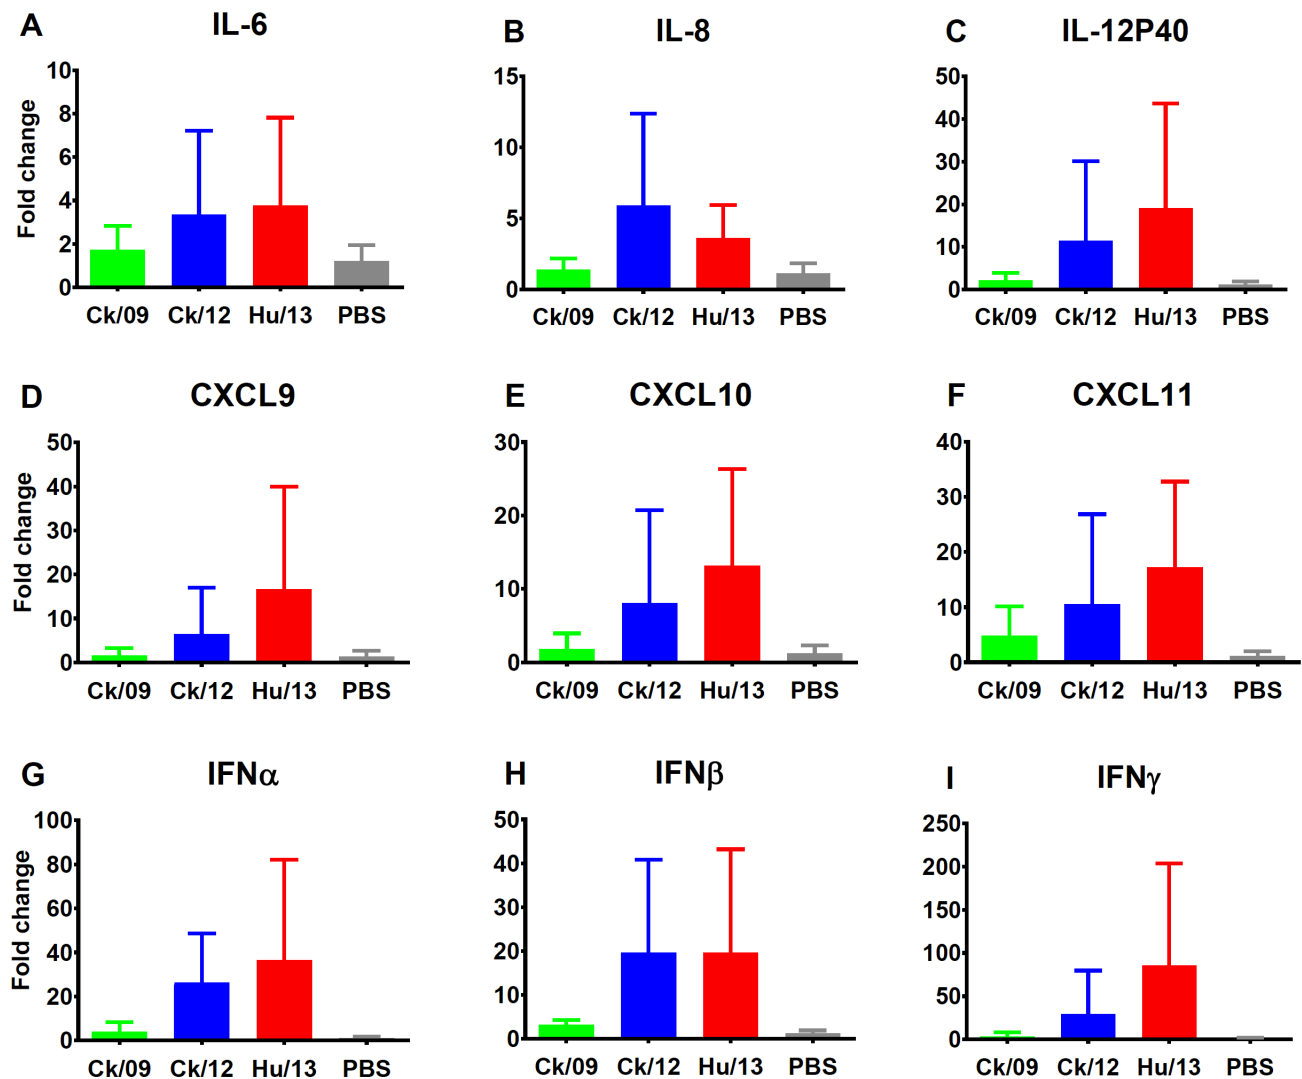 A
IL-6
Fold change
10
8
6
4
2
0
Ck/09 Ck/12 Hu/13 PBS
B
IL-8
15
10
5
0
Ck/09 Ck/12 Hu/13 PBS
C
IL-12P40
50
40
30
20
10
0
Ck/09 Ck/12 Hu/13 PBS
D
CXCL9
Fold change
50
40
30
20
10
0
Ck/09 Ck/12 Hu/13 PBS
E
CXCL10
30
20
10
0
Ck/09 Ck/12 Hu/13 PBS
F
CXCL11
40
30
20
10
0
Ck/09 Ck/12 Hu/13 PBS
G
IFNα
Fold change
100
80
60
40
20
0
Ck/09 Ck/12 Hu/13 PBS
H
IFNβ
50
40
30
20
10
0
Ck/09 Ck/12 Hu/13 PBS
I
IFNγ
250
200
150
100
50
0
Ck/09 Ck/12 Hu/13 PBS